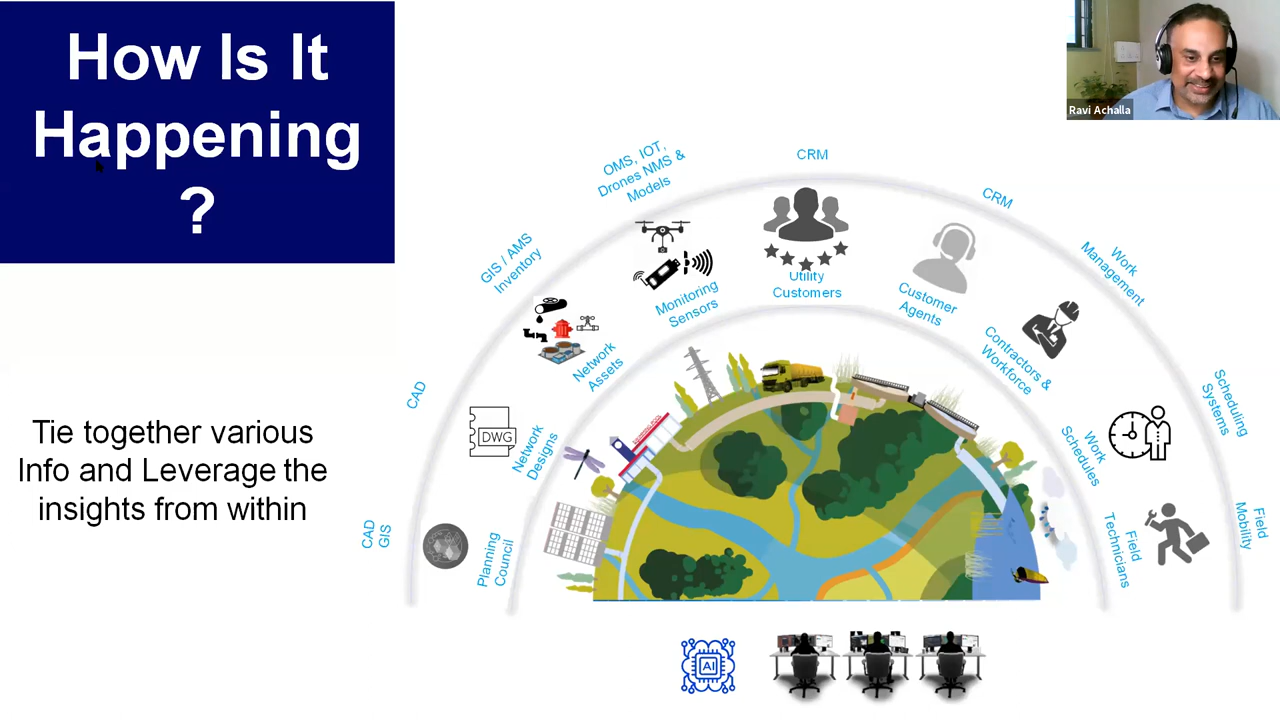 How Is It
Happening
?
Ravi Achalla
Tie together various
Info and Leverage the
insights from within
CAD
GIS
CAD
GIS / AMS
Inventory
OMS, IOT,
Drones NMS &
Models
CRM
CRM
Work
Management
Scheduling
Systems
Field
Mobility
Planning
Council
Network
Designs
DWG
Network
Assets
Monitoring
Sensors
Utility
Customers
Customer
Agents
Contractors &
Workforce
Work
Schedules
Field
Technicians
AI